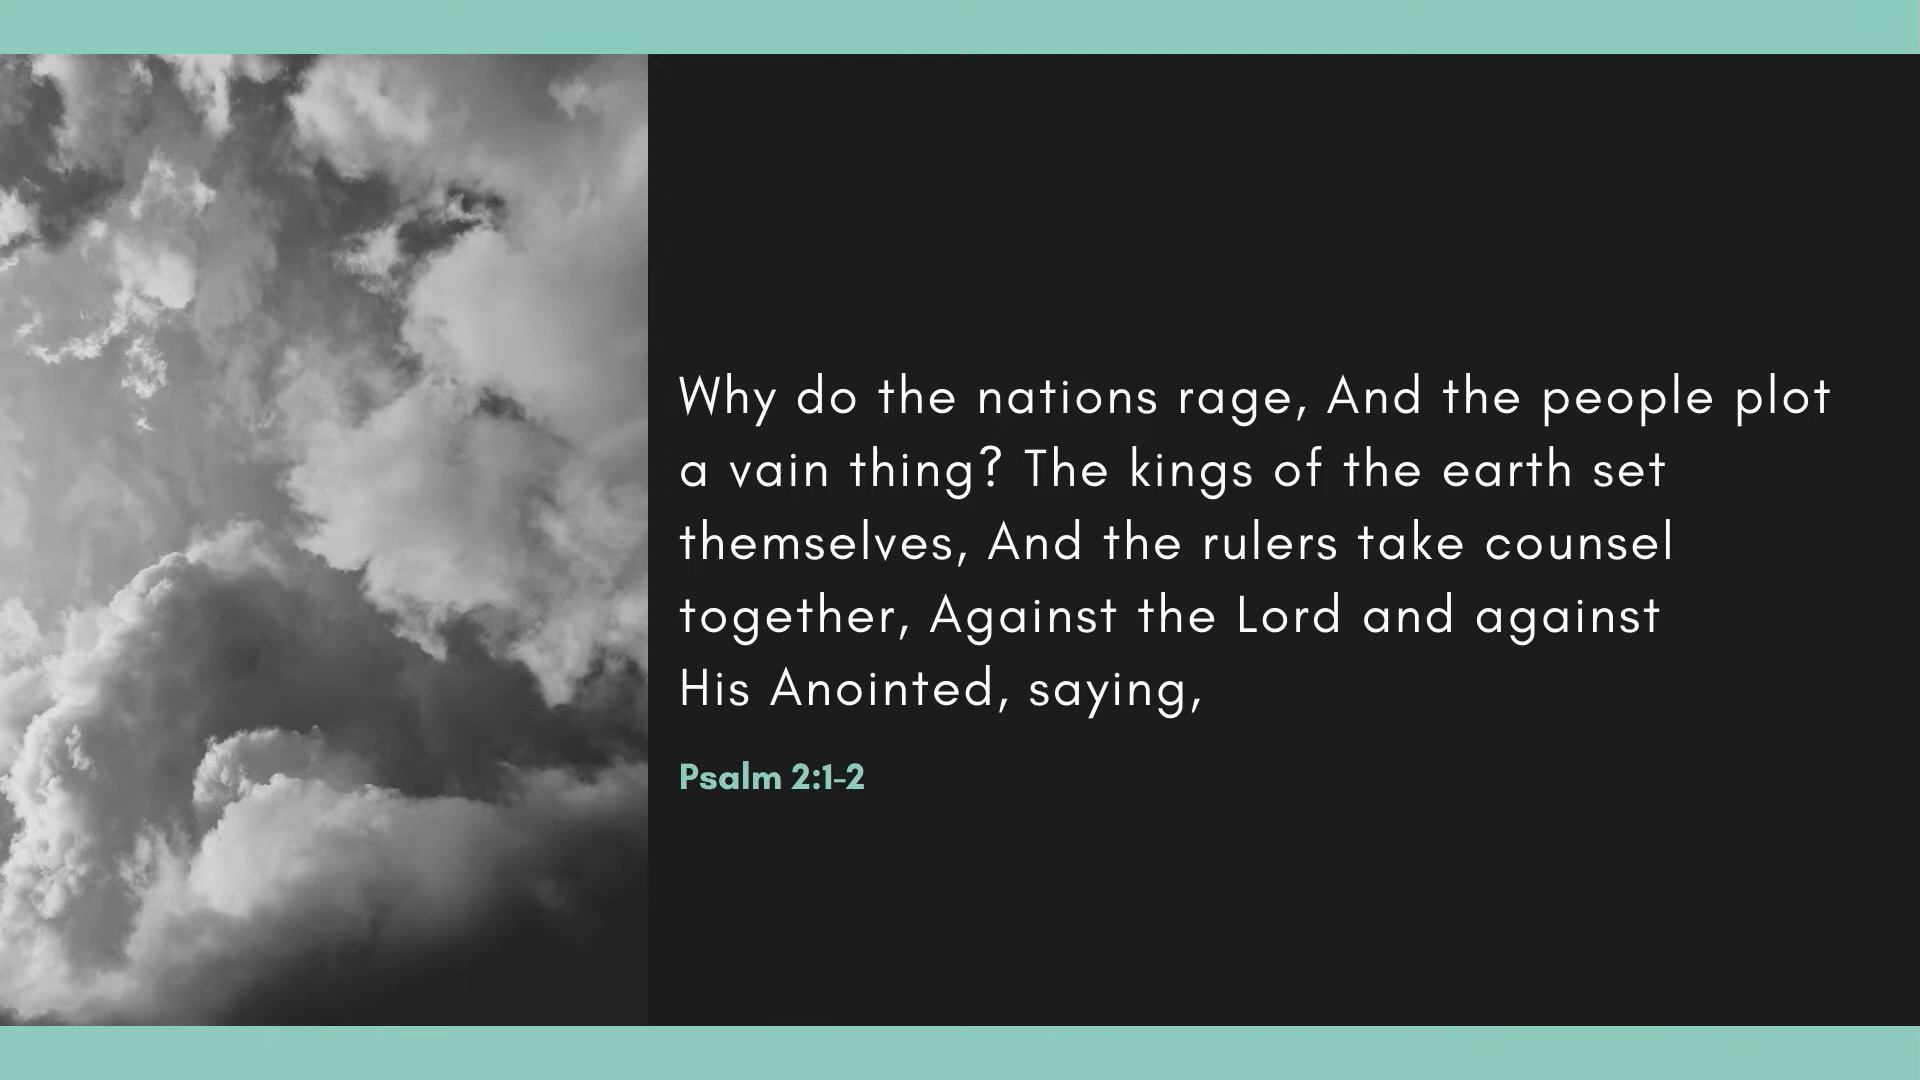 Why do the nations rage, And the people plot
a vain thing? The kings of the earth set
themselves, And the rulers take counsel
together, Against the Lord and against
His Anointed, saying,
Psalm 2:1-2